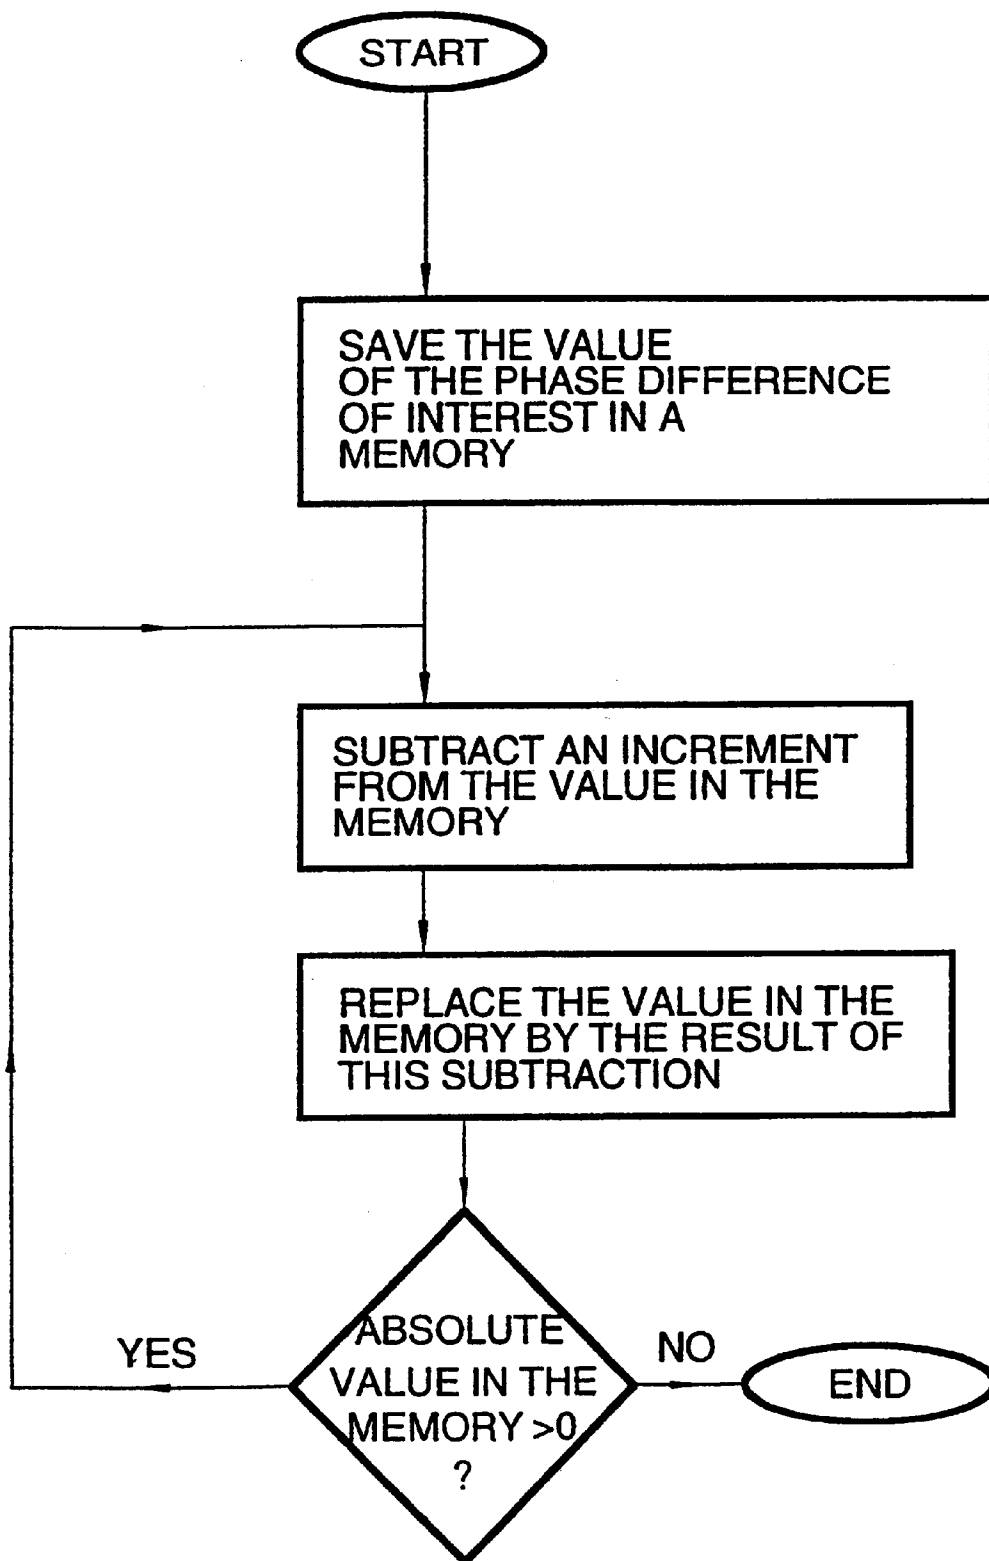 START
SAVE THE VALUE
OF THE PHASE DIFFERENCE
OF INTEREST IN A
MEMORY
SUBTRACT AN INCREMENT
FROM THE VALUE IN THE
MEMORY
REPLACE THE VALUE IN THE
MEMORY BY THE RESULT OF
THIS SUBTRACTION
ABSOLUTE
VALUE IN THE
MEMORY >0
?
YES
NO
END